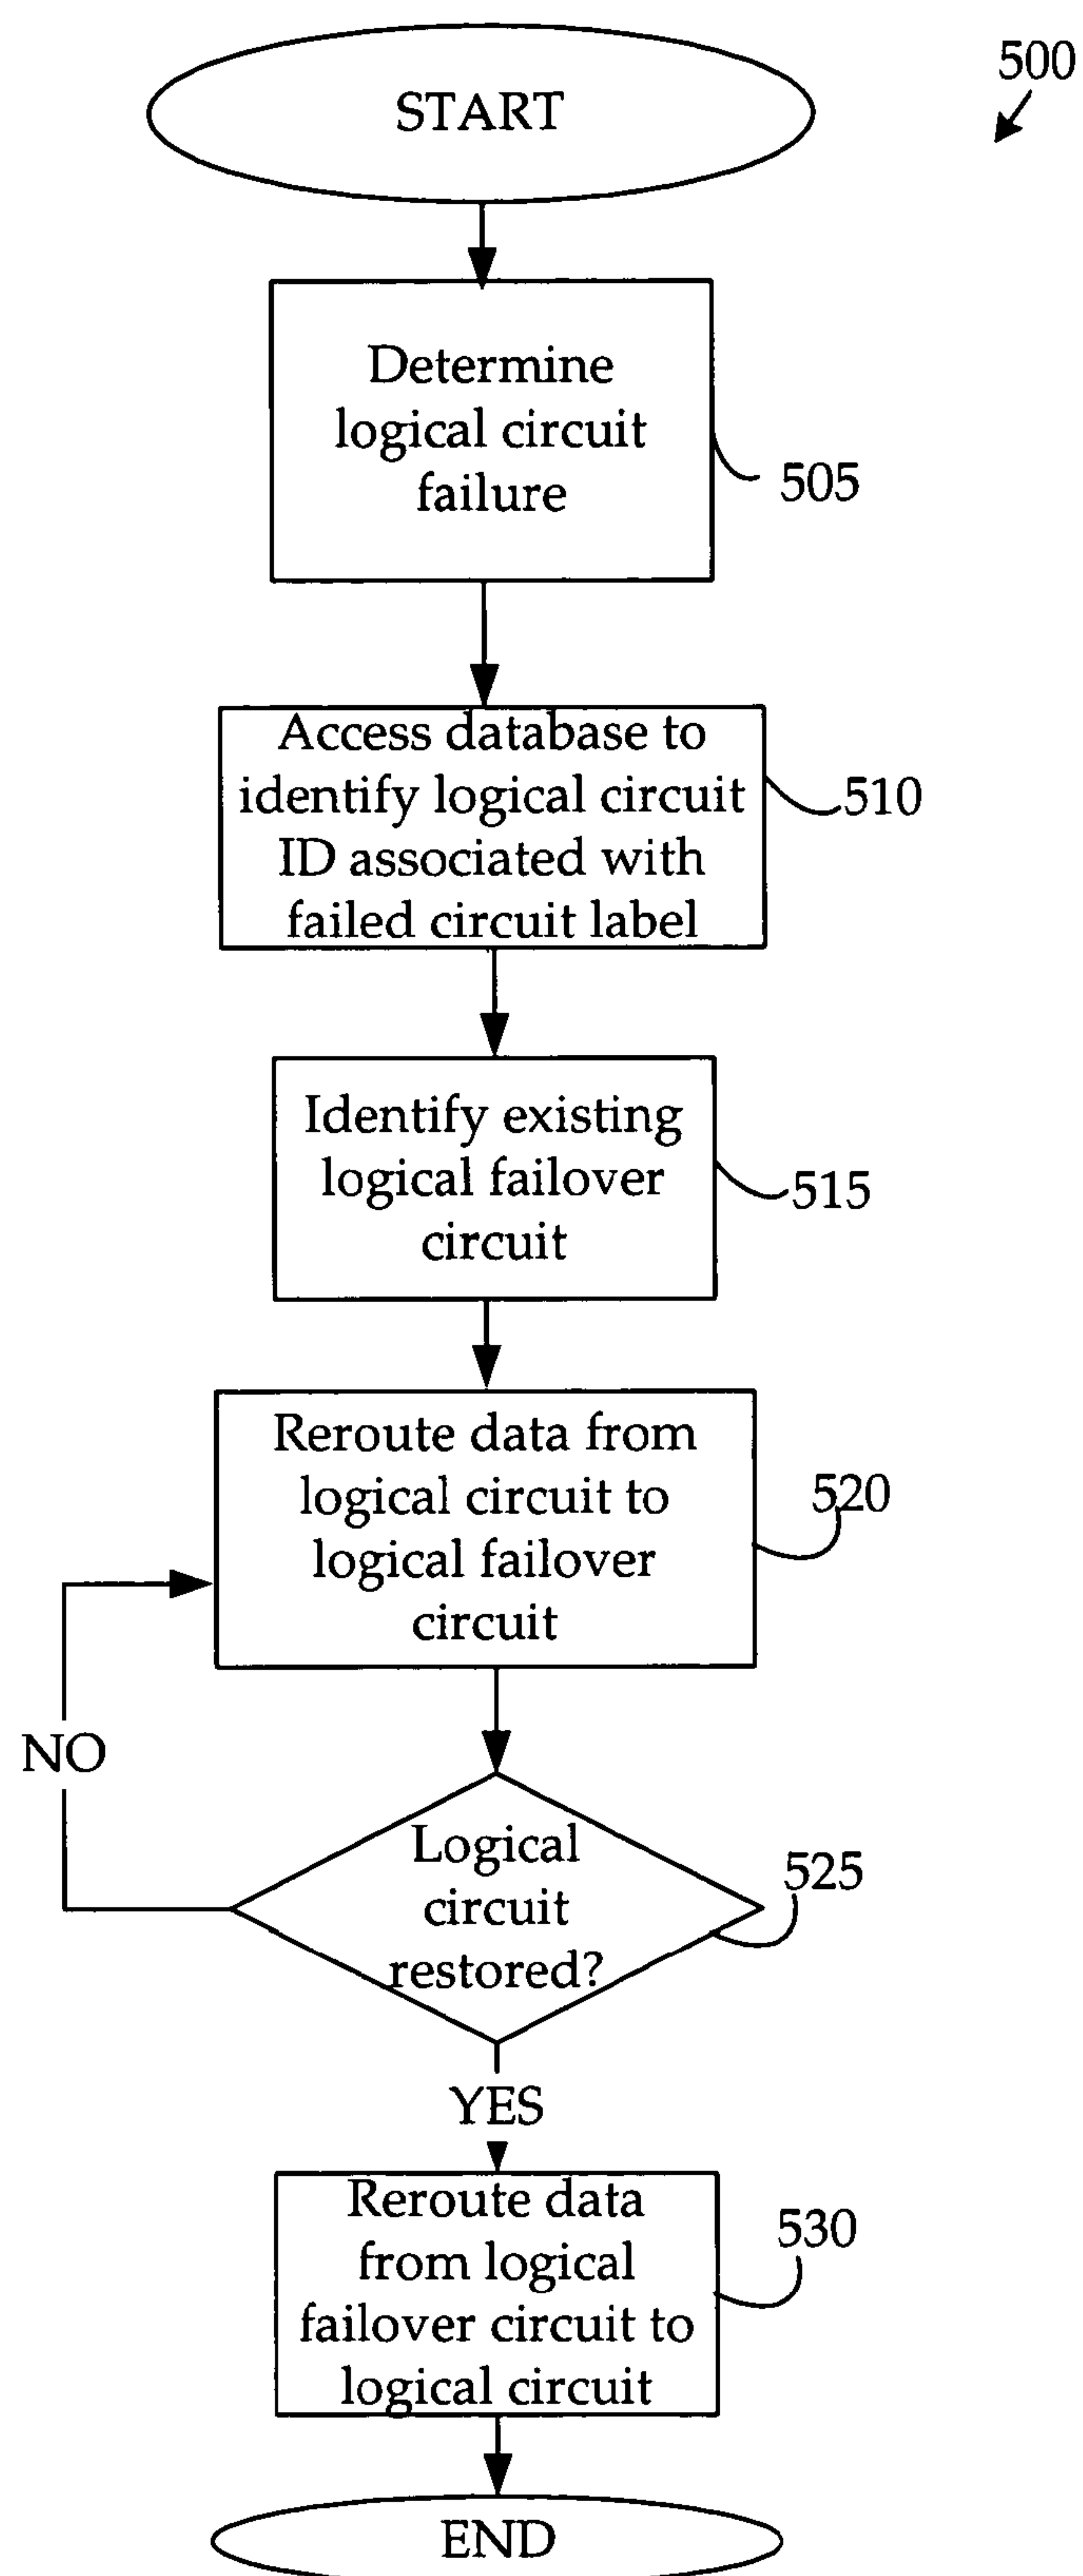 500
START
Determine
logical circuit
failure
505
Access database to
identify logical circuit
ID associated with
failed circuit label
510
Identify existing
logical failover
circuit
515
Reroute data from
logical circuit to
logical failover
circuit
520
NO
Logical
circuit
restored?
525
YES
Reroute data
from logical
failover circuit to
logical circuit
530
END